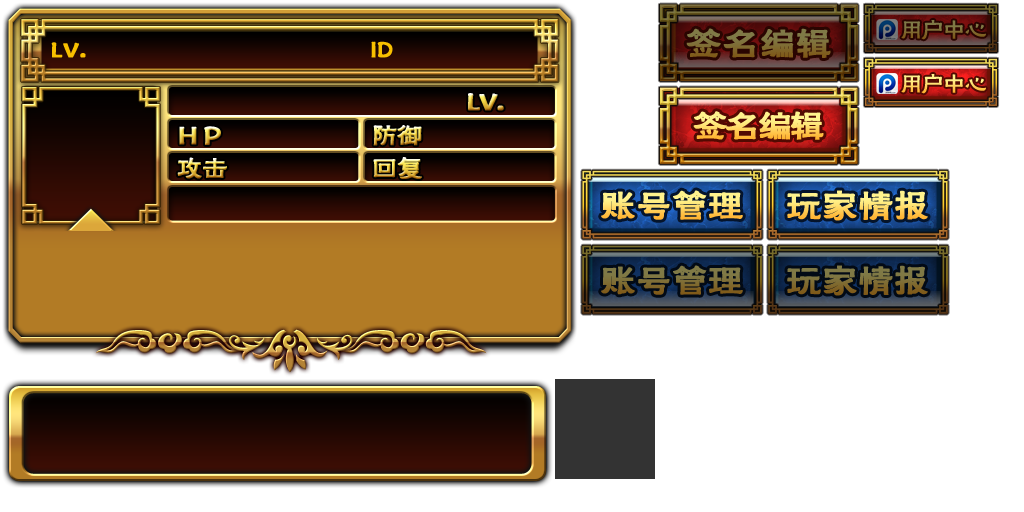 LV. ID
LV.
HP 防御
攻击 回复
签名编辑
用户中心
用户中心
签名编辑
账号管理 玩家情报
账号管理 玩家情报